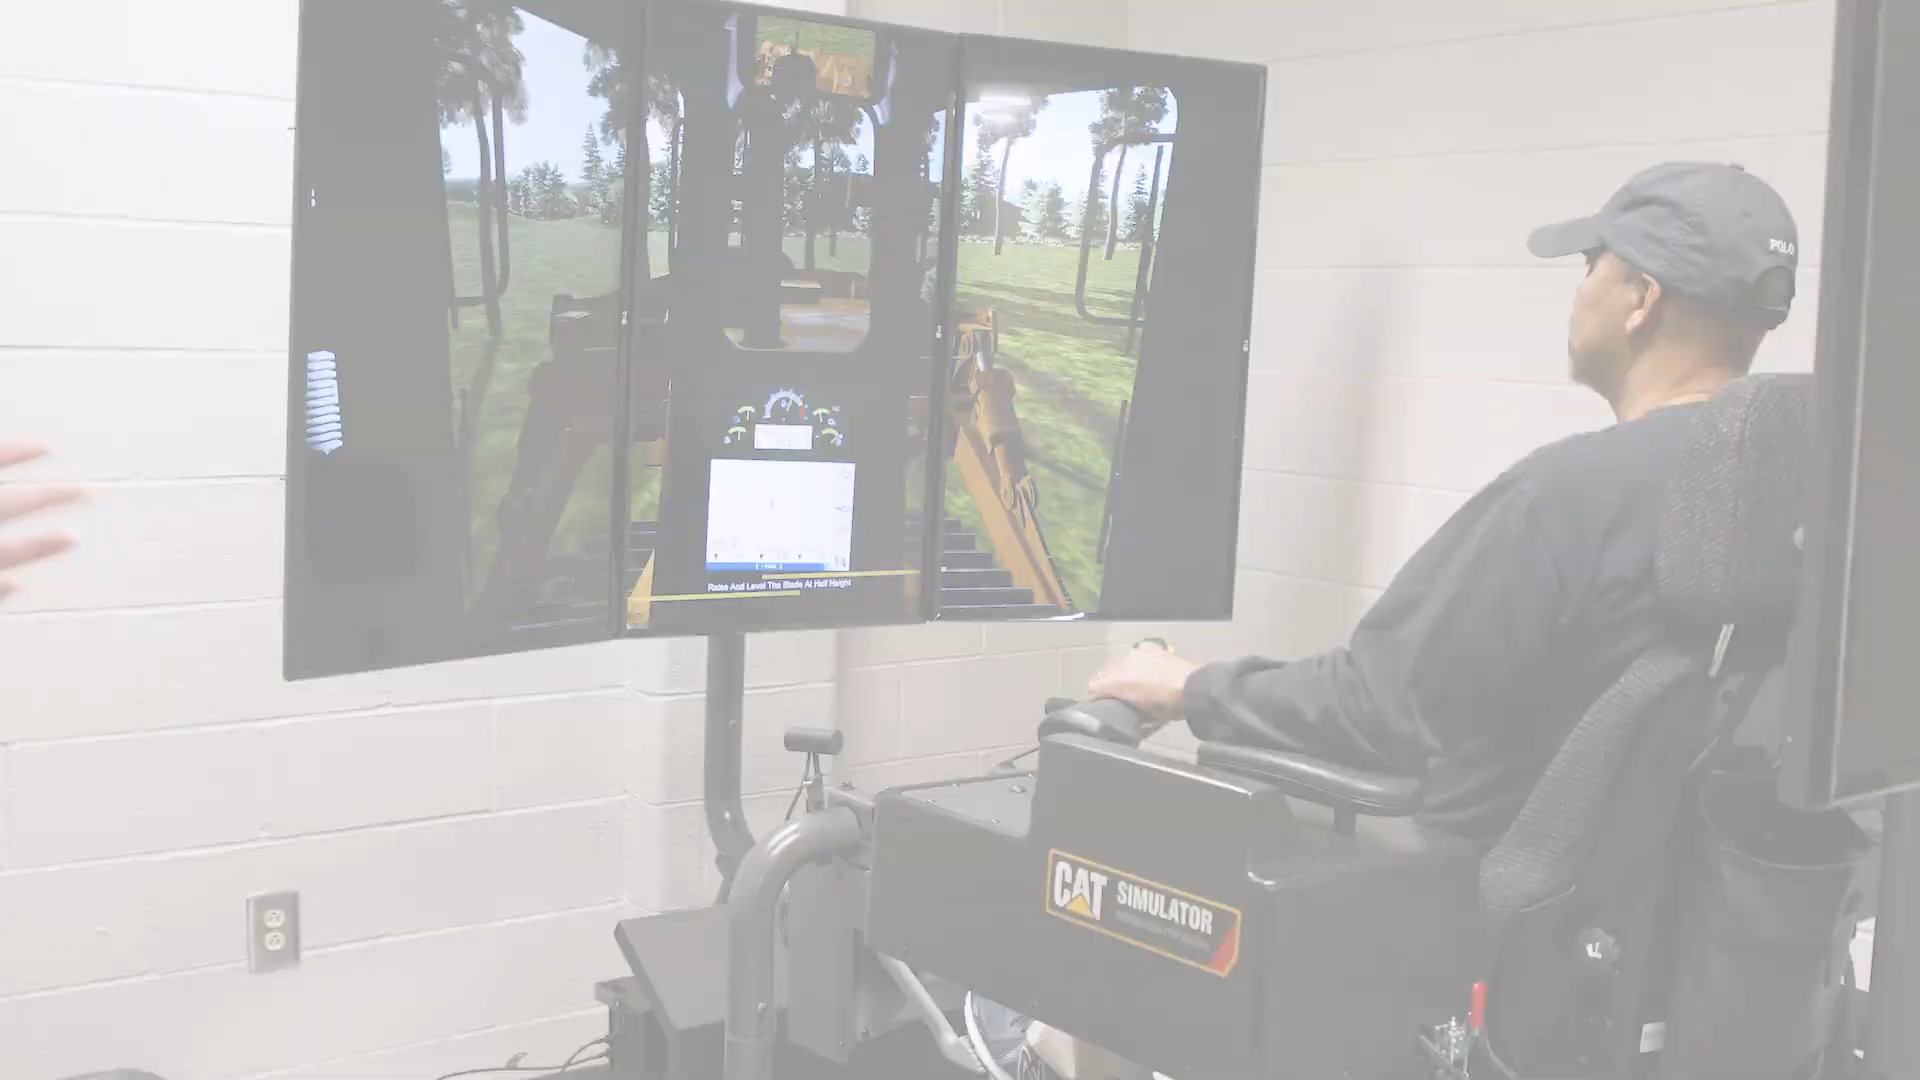 POLO
Raise And Level The Blade At Half Height
CAT SIMULATOR